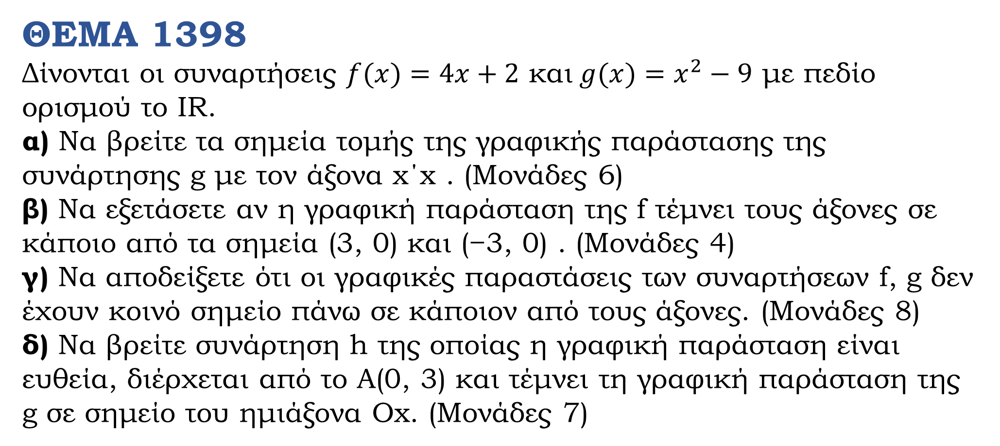 ΘΕΜΑ 1398
Δίνονται οι συναρτήσεις f(x) = 4x + 2 και g(x) = x² − 9 με πεδίο
ορισμού το IR.
α) Να βρείτε τα σημεία τομής της γραφικής παράστασης της
συνάρτησης g με τον άξονα x΄x . (Μονάδες 6)
β) Να εξετάσετε αν η γραφική παράσταση της f τέμνει τους άξονες σε
κάποιο από τα σημεία (3, 0) και (−3, 0) . (Μονάδες 4)
γ) Να αποδείξετε ότι οι γραφικές παραστάσεις των συναρτήσεων f, g δεν
έχουν κοινό σημείο πάνω σε κάποιον από τους άξονες. (Μονάδες 8)
δ) Να βρείτε συνάρτηση h της οποίας η γραφική παράσταση είναι
ευθεία, διέρχεται από το Α(0, 3) και τέμνει τη γραφική παράσταση της
g σε σημείο του ημιάξονα Οx. (Μονάδες 7)